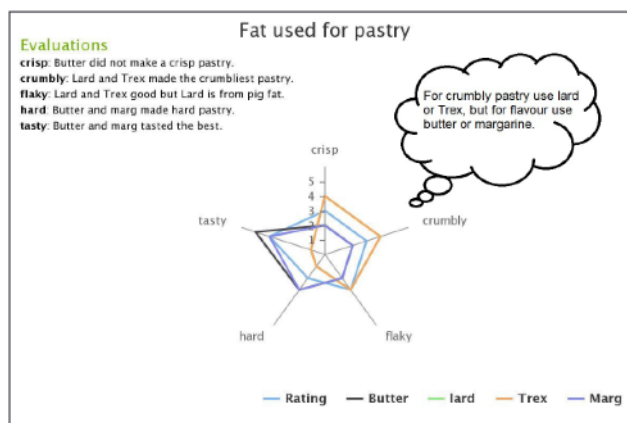 Fat used for pastry
Evaluations
crisp: Butter did not make a crisp pastry.
crumbly: Lard and Trex made the crumbliest pastry.
flaky: Lard and Trex good but Lard is from pig fat.
hard: Butter and marg made hard pastry.
tasty: Butter and marg tasted the best.
For crumbly pastry use lard
or Trex, but for flavour use
butter or margarine.
crisp
5
4
3
2
1
tasty
crumbly
hard
flaky
Rating Butter lard Trex Marg